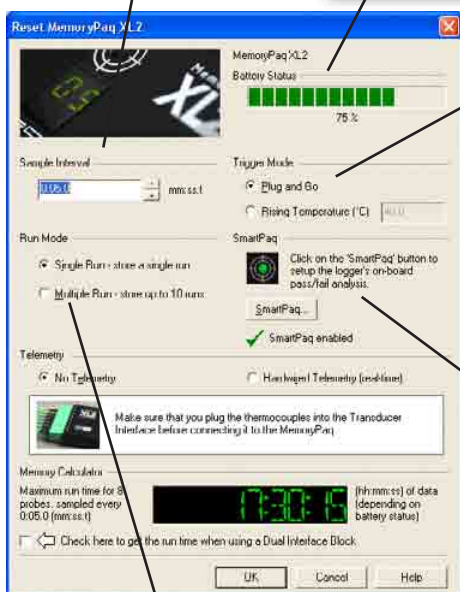 Reset MemoryPaq XL2
MemoryPaq XL2
Battery Status
75 %
Sample Interval
0:05.0
mm:ss.t
Trigger Mode
Plug and Go
Rising Temperature (°C)
40.0
Run Mode
Single Run - store a single run
Multiple Run - store up to 10 runs
SmartPaq
Click on the 'SmartPaq' button to
setup the logger's on-board
pass/fail analysis.
SmartPaq...
SmartPaq enabled
Telemetry
No Telemetry
Hardwired Telemetry (real-time)
Make sure that you plug the thermocouples into the Transducer
Interface before connecting it to the MemoryPaq
Memory Calculator
Maximum run time for 8
probes, sampled every
0:05.0 (mm:ss.t)
17:30:15
(hh:mm:ss) of data
(depending on
battery status)
Check here to get the run time when using a Dual Interface Block
OK
Cancel
Help